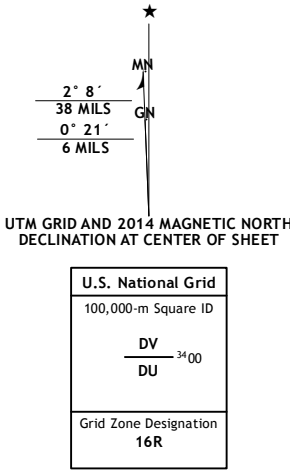 MN
2° 8´
38 MILS
GN
0° 21´
6 MILS
UTM GRID AND 2014 MAGNETIC NORTH
DECLINATION AT CENTER OF SHEET
U.S. National Grid
100,000-m Square ID
DV
3400
DU
Grid Zone Designation
16R